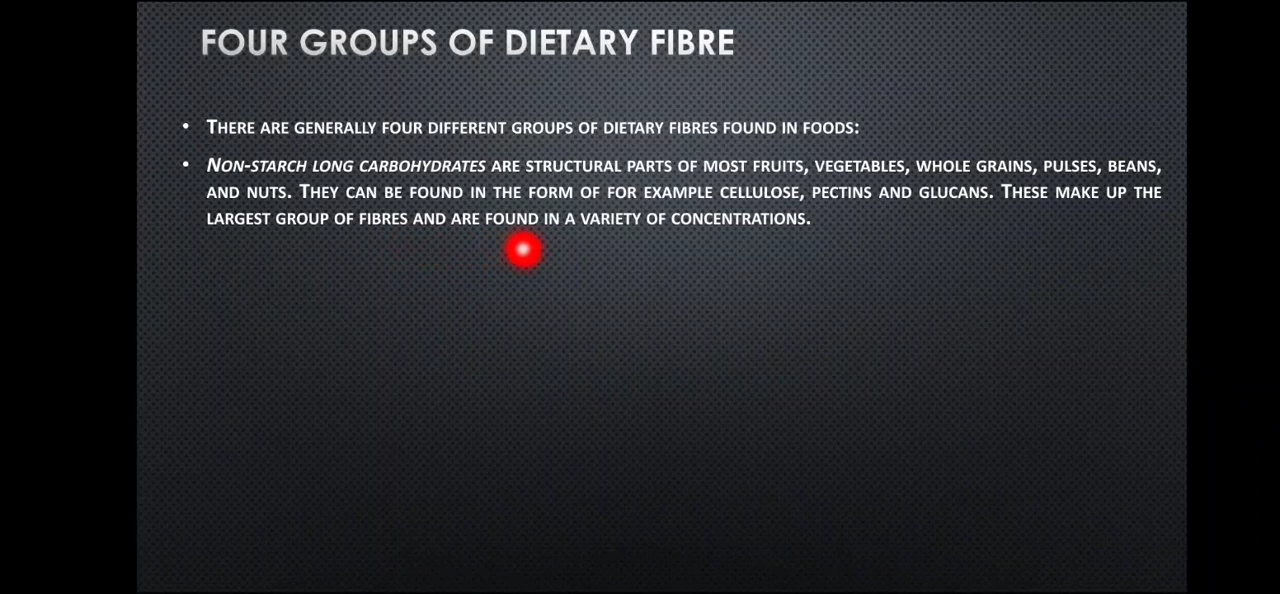 FOUR GROUPS OF DIETARY FIBRE
• THERE ARE GENERALLY FOUR DIFFERENT GROUPS OF DIETARY FIBRES FOUND IN FOODS:
• NON-STARCH LONG CARBOHYDRATES ARE STRUCTURAL PARTS OF MOST FRUITS, VEGETABLES, WHOLE GRAINS, PULSES, BEANS,
AND NUTS. THEY CAN BE FOUND IN THE FORM OF FOR EXAMPLE CELLULOSE, PECTINS AND GLUCANS. THESE MAKE UP THE
LARGEST GROUP OF FIBRES AND ARE FOUND IN A VARIETY OF CONCENTRATIONS.